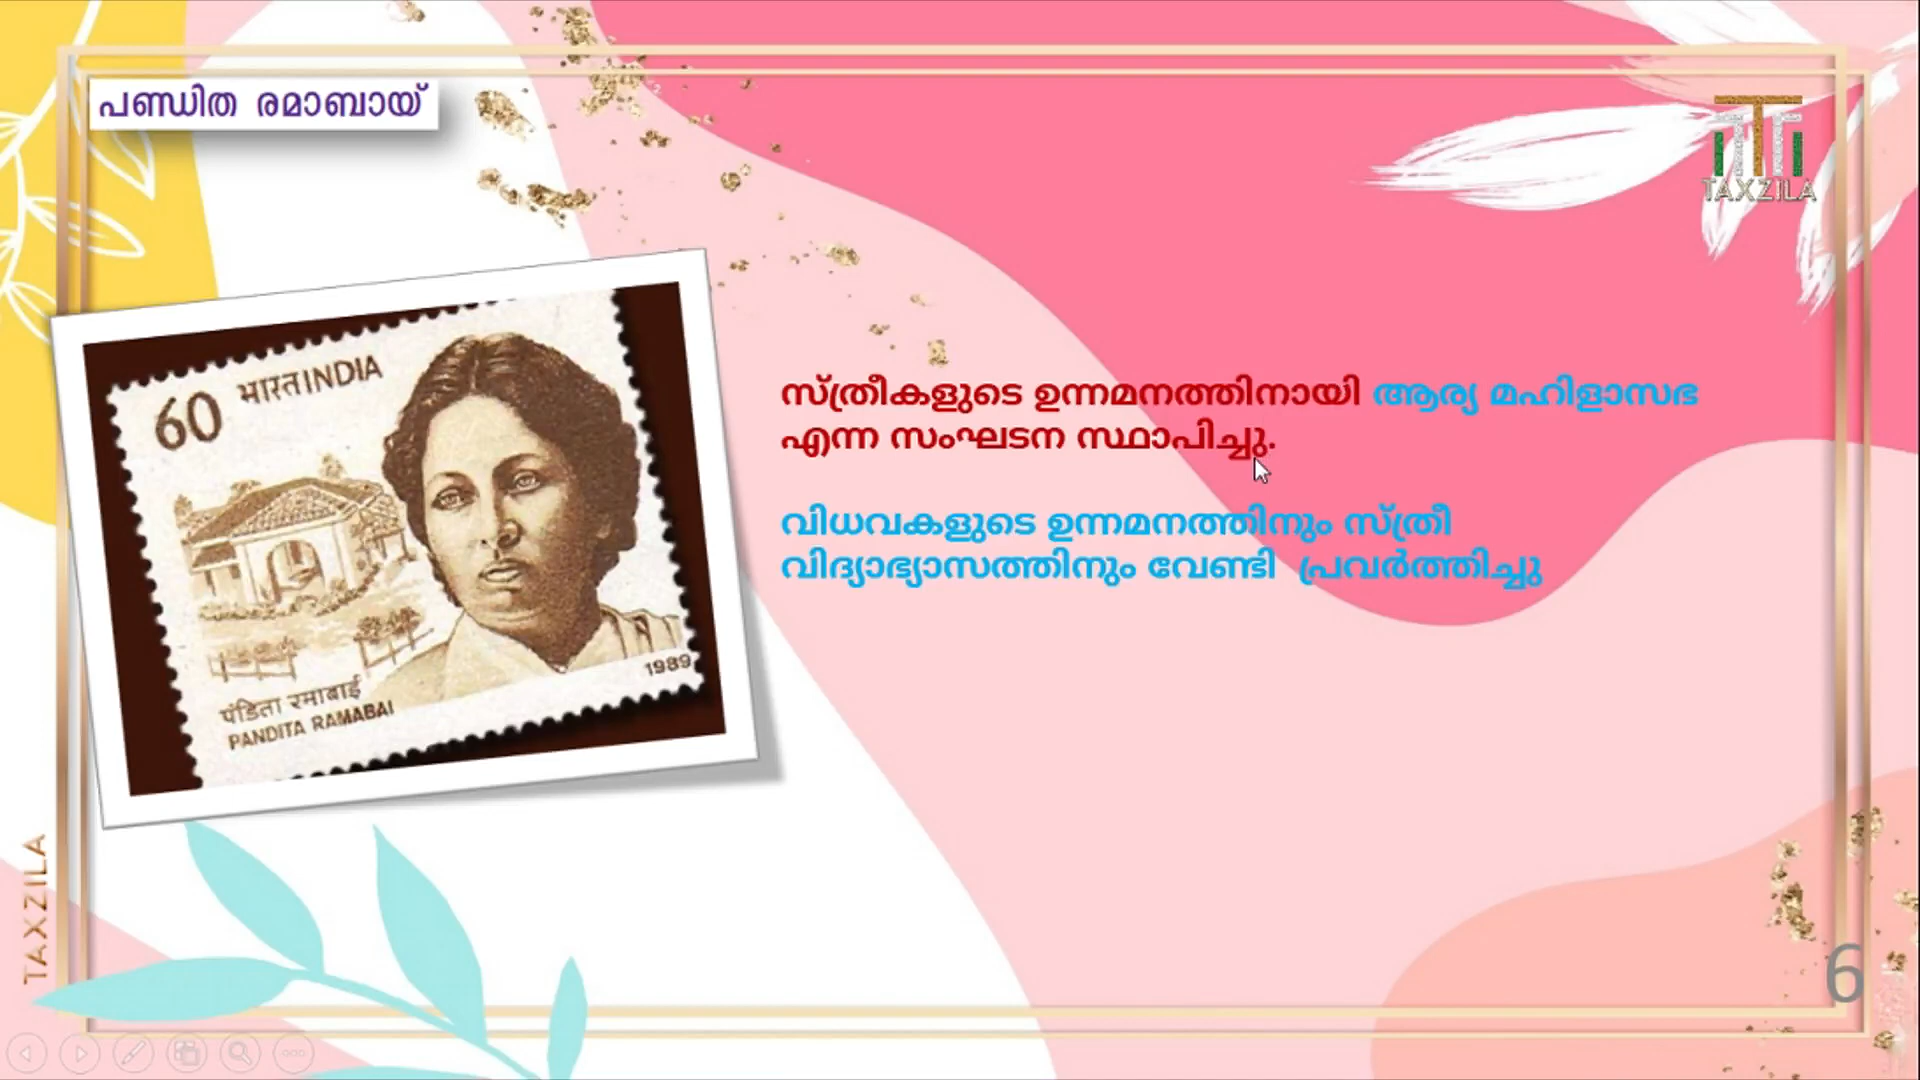 പണ്ഡിത രമാബായ്
TAXZILA
60
भारत INDIA
1989
पंडिता रमाबाई
PANDITA RAMABAI
സ്ത്രീകളുടെ ഉന്നമനത്തിനായി ആര്യ മഹിളാസഭ
എന്ന സംഘടന സ്ഥാപിച്ചു.
വിധവകളുടെ ഉന്നമനത്തിനും സ്ത്രീ
വിദ്യാഭ്യാസത്തിനും വേണ്ടി പ്രവർത്തിച്ചു
TAXZILA
6